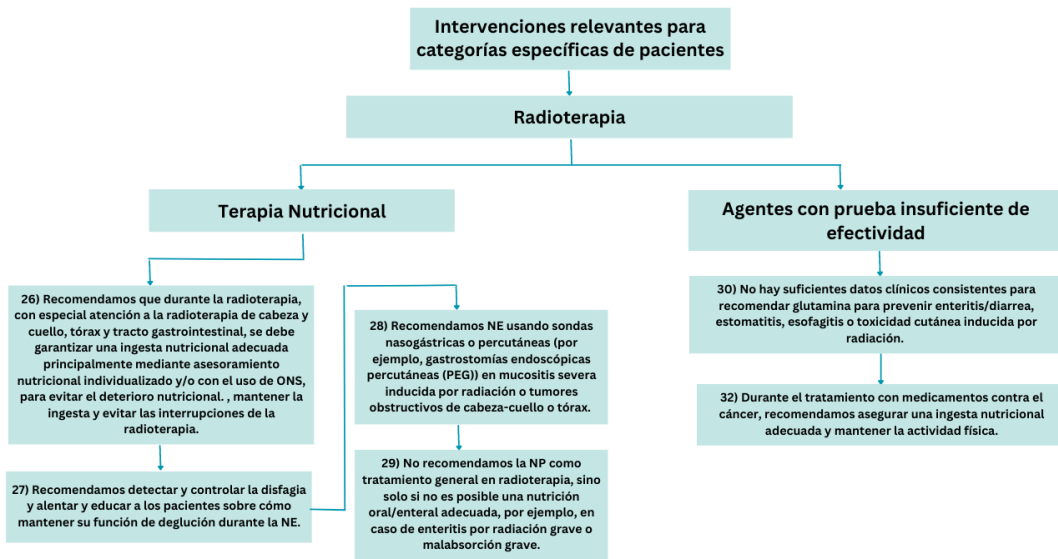 Intervenciones relevantes para
categorías específicas de pacientes
Radioterapia
Terapia Nutricional
26) Recomendamos que durante la radioterapia,
con especial atención a la radioterapia de cabeza y
cuello, tórax y tracto gastrointestinal, se debe
garantizar una ingesta nutricional adecuada
principalmente mediante asesoramiento
nutricional individualizado y/o con el uso de ONS,
para evitar el deterioro nutricional. , mantener la
ingesta y evitar las interrupciones de la
radioterapia.
27) Recomendamos detectar y controlar la disfagia
y alentar y educar a los pacientes sobre cómo
mantener su función de deglución durante la NE.
28) Recomendamos NE usando sondas
nasogástricas o percutáneas (por
ejemplo, gastrostomías endoscópicas
percutáneas (PEG)) en mucositis severa
inducida por radiación o tumores
obstructivos de cabeza-cuello o tórax.
29) No recomendamos la NP como
tratamiento general en radioterapia, sino
solo si no es posible una nutrición
oral/enteral adecuada, por ejemplo, en
caso de enteritis por radiación grave o
malabsorción grave.
Agentes con prueba insuficiente de
efectividad
30) No hay suficientes datos clínicos consistentes para
recomendar glutamina para prevenir enteritis/diarrea,
estomatitis, esofagitis o toxicidad cutánea inducida por
radiación.
32) Durante el tratamiento con medicamentos contra el
cáncer, recomendamos asegurar una ingesta nutricional
adecuada y mantener la actividad física.